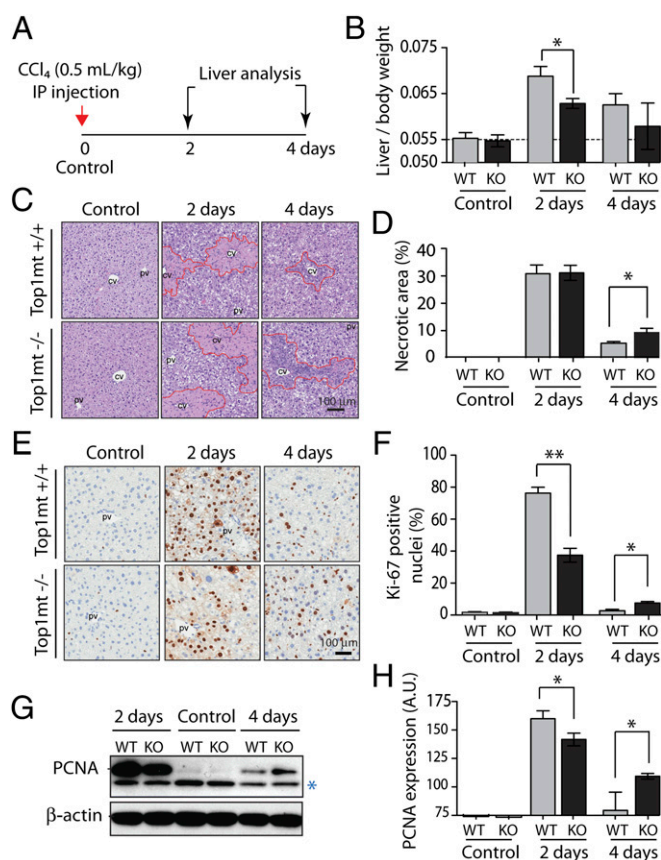 A
CCl4 (0.5 mL/kg)
IP injection
Liver analysis
0
2
4 days
Control
B
Liver / body weight
0.075
0.065
0.055
0.050
*
WT KO WT KO WT KO
Control 2 days 4 days
C
Control 2 days 4 days
Top1mt +/+
Top1mt -/-
pv cv
cv cv pv
cv
pv cv
pv cv cv
pv cv
100 µm
D
Necrotic area (%)
50
40
30
20
10
0
*
WT KO WT KO WT KO
Control 2 days 4 days
E
Control 2 days 4 days
Top1mt +/+
Top1mt -/-
pv
pv
pv
pv
100 µm
F
Ki-67 positive
nuclei (%)
100
80
60
40
20
0
**
*
WT KO WT KO WT KO
Control 2 days 4 days
G
2 days Control 4 days
WT KO WT KO WT KO
PCNA
*
β-actin
H
PCNA expression (A.U.)
175
150
125
100
75
*
*
WT KO WT KO WT KO
Control 2 days 4 days